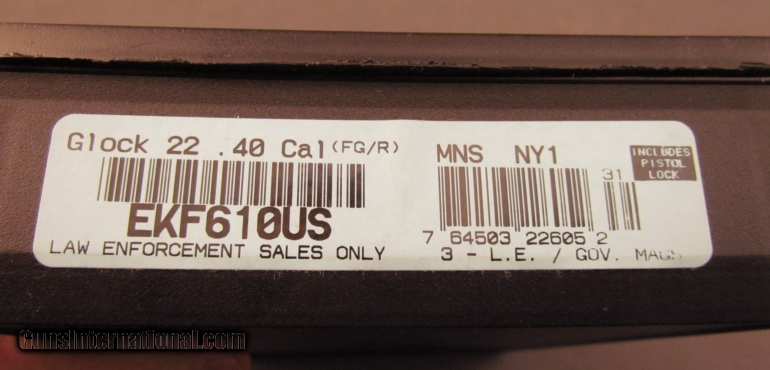 Glock 22 .40 Cal (FG/R)
EKF610US
LAW ENFORCEMENT SALES ONLY
MNS NY1
INCLUDES
PISTOL
LOCK
31
7 64503 22605 2
3 - L.E. / GOV. MAGS
GunsInternational.com